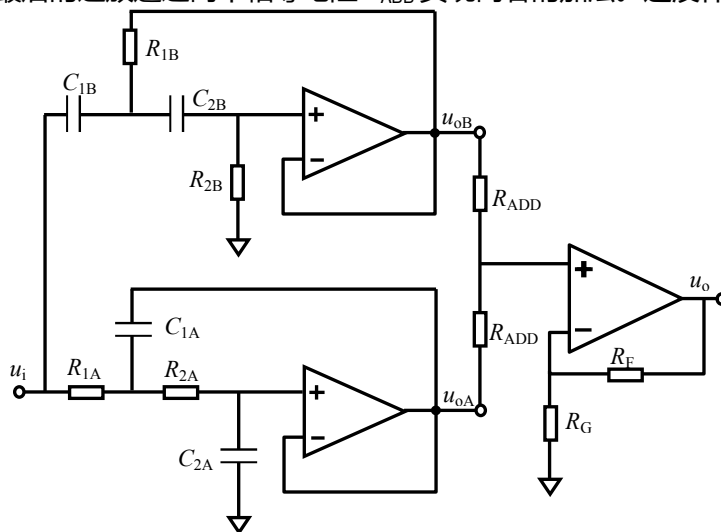 R1B
C1B
C2B
R2B
uoB
RADD
uo
RADD
RF
RG
C1A
ui
R1A
R2A
uoA
C2A